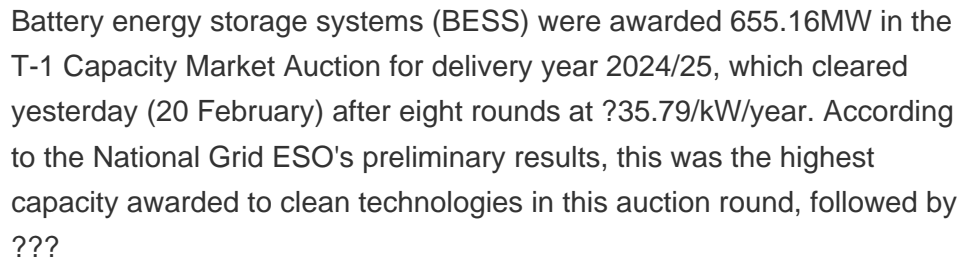 Battery energy storage systems (BESS) were awarded 655.16MW in the
T-1 Capacity Market Auction for delivery year 2024/25, which cleared
yesterday (20 February) after eight rounds at ?35.79/kW/year. According
to the National Grid ESO's preliminary results, this was the highest
capacity awarded to clean technologies in this auction round, followed by
???